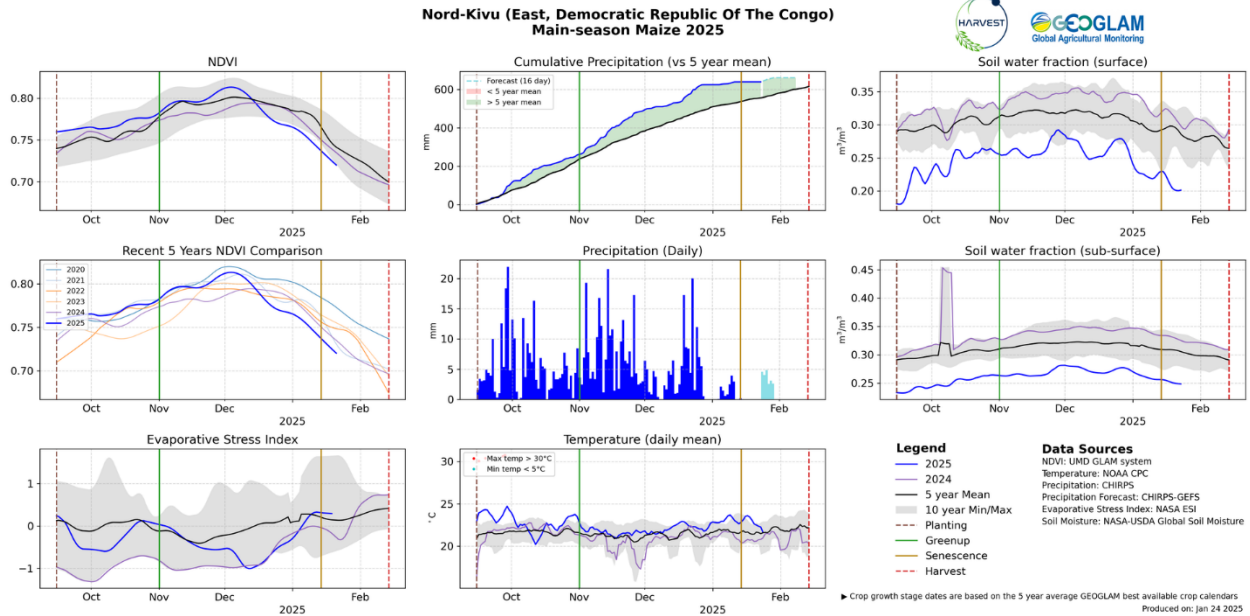 Nord-Kivu (East, Democratic Republic Of The Congo)
Main-season Maize 2025
HARVEST
GEOGLAM
Global Agricultural Monitoring
NDVI
0.80
0.75
0.70
Oct
Nov
Dec
Feb
2025
Cumulative Precipitation (vs 5 year mean)
Forecast (16 day)
< 5 year mean
> 5 year mean
600
400
200
0
mm
Oct
Nov
Dec
Feb
2025
Soil water fraction (surface)
0.35
0.30
0.25
0.20
m³/m³
Oct
Nov
Dec
Feb
2025
Recent 5 Years NDVI Comparison
2020
2021
2022
2023
2024
2025
0.80
0.75
0.70
Oct
Nov
Dec
Feb
2025
Precipitation (Daily)
20
15
10
5
0
mm
Oct
Nov
Dec
Feb
2025
Soil water fraction (sub-surface)
0.45
0.40
0.35
0.30
0.25
m³/m³
Oct
Nov
Dec
Feb
2025
Evaporative Stress Index
1
0
−1
Oct
Nov
Dec
Feb
2025
Temperature (daily mean)
Max temp > 30°C
Min temp < 5°C
30
25
20
°C
Oct
Nov
Dec
Feb
2025
Legend
2025
2024
5 year Mean
10 year Min/Max
Planting
Greenup
Senescence
Harvest
Data Sources
NDVI: UMD GLAM system
Temperature: NOAA CPC
Precipitation: CHIRPS
Precipitation Forecast: CHIRPS-GEFS
Evaporative Stress Index: NASA ESI
Soil Moisture: NASA-USDA Global Soil Moisture
▶ Crop growth stage dates are based on the 5 year average GEOGLAM best available crop calendars
Produced on: Jan 24 2025